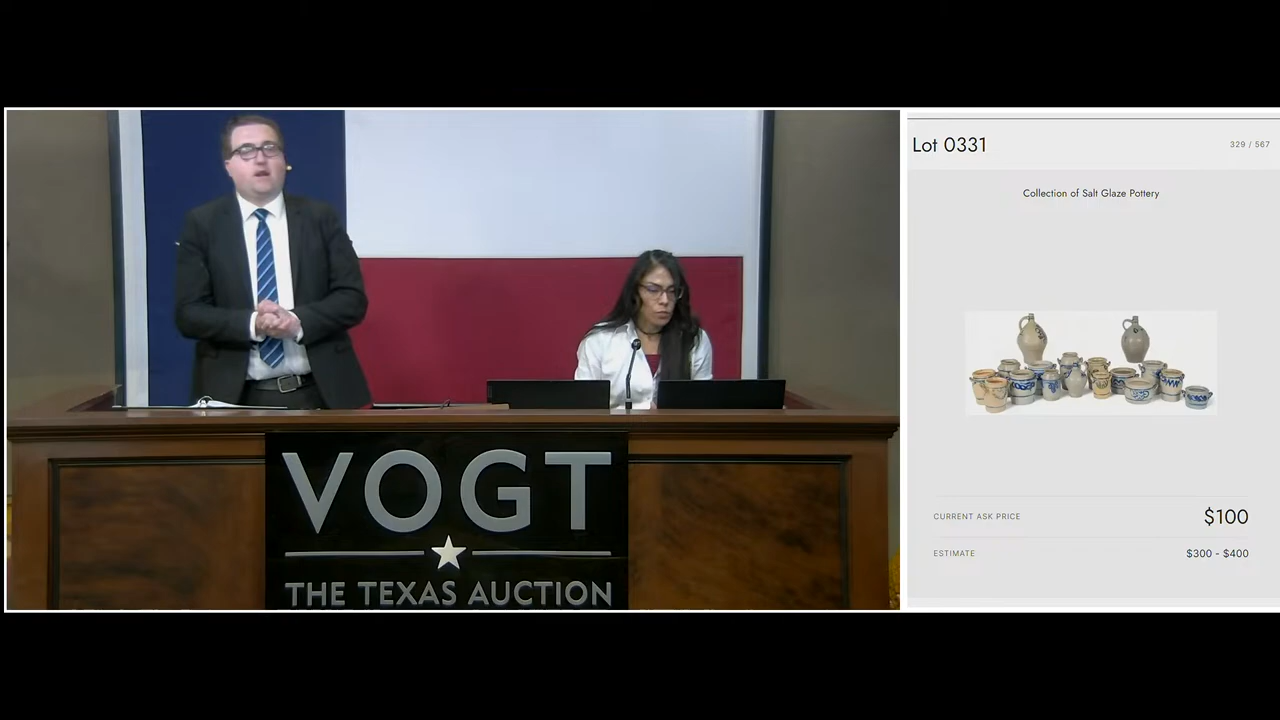 VOGT
THE TEXAS AUCTION
Lot 0331
329 / 567
Collection of Salt Glaze Pottery
CURRENT ASK PRICE
$100
ESTIMATE
$300 - $400